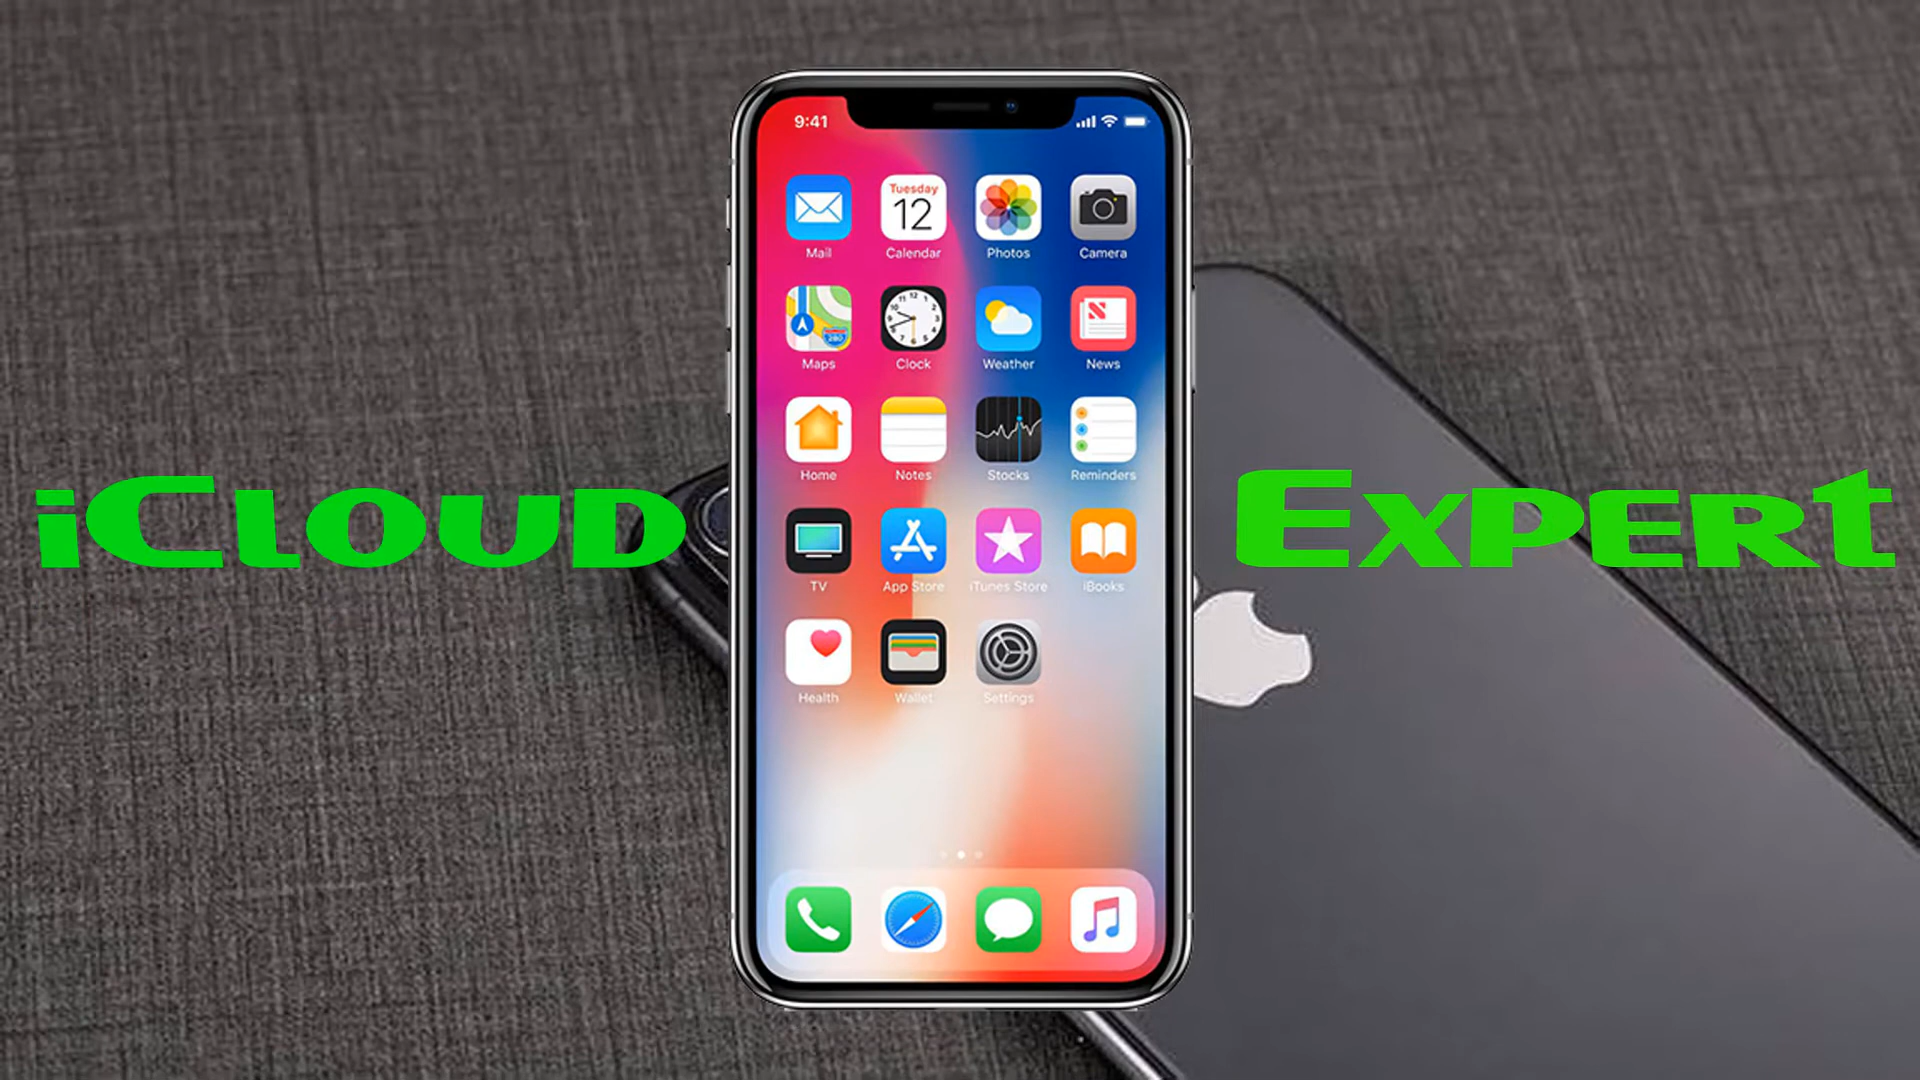 9:41
Tuesday
12
Mail
Calendar
Photos
Camera
280
Maps
Clock
Weather
News
Home
Notes
Stocks
Reminders
iCloud
Expert
TV
App Store
iTunes Store
iBooks
Health
Wallet
Settings